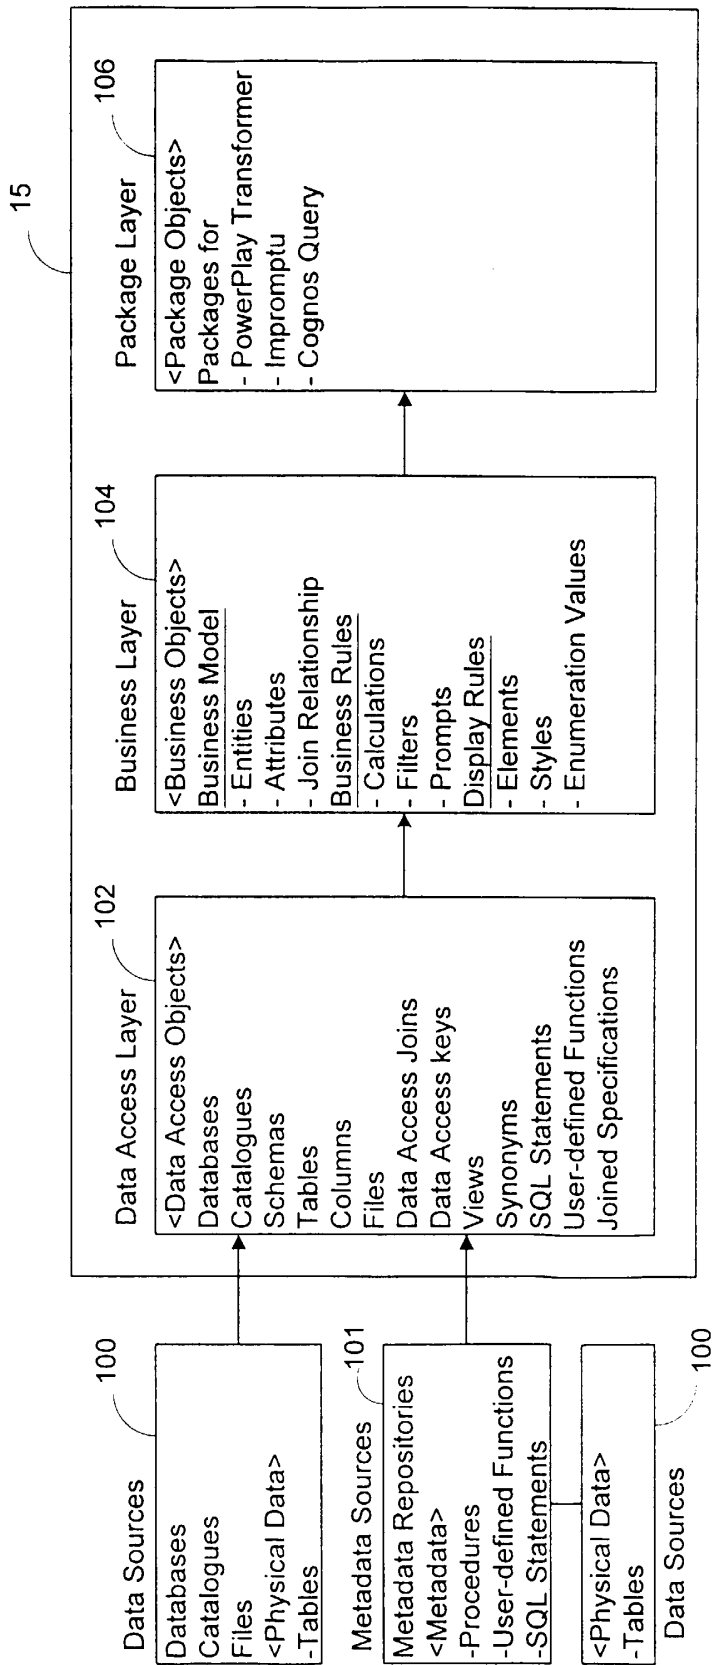 15
Data Sources
100
Databases
Catalogues
Files
<Physical Data>
-Tables
Metadata Sources
101
Metadata Repositories
<Metadata>
-Procedures
-User-defined Functions
-SQL Statements
<Physical Data>
-Tables
100
Data Sources
Data Access Layer
102
<Data Access Objects>
Databases
Catalogues
Schemas
Tables
Columns
Files
Data Access Joins
Data Access keys
Views
Synonyms
SQL Statements
User-defined Functions
Joined Specifications
Business Layer
104
<Business Objects>
Business Model
- Entities
- Attributes
- Join Relationship
Business Rules
- Calculations
- Filters
- Prompts
Display Rules
- Elements
- Styles
- Enumeration Values
Package Layer
106
<Package Objects>
Packages for
- PowerPlay Transformer
- Impromptu
- Cognos Query